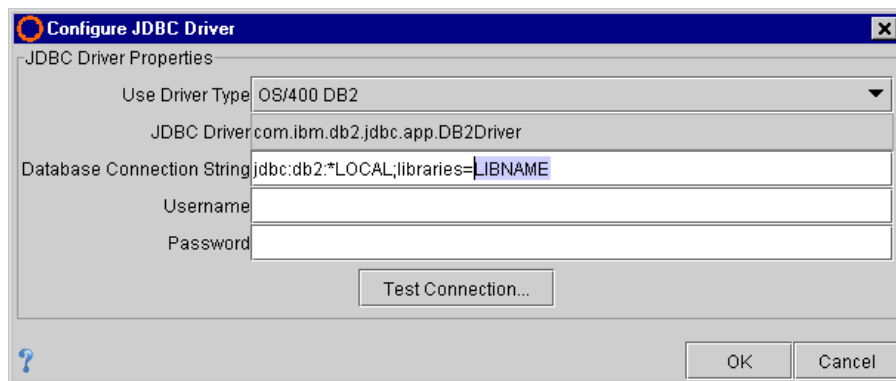 Configure JDBC Driver
JDBC Driver Properties
Use Driver Type OS/400 DB2
JDBC Driver com.ibm.db2.jdbc.app.DB2Driver
Database Connection String jdbc:db2:*LOCAL;libraries=LIBNAME
Username
Password
Test Connection...
?
OK Cancel